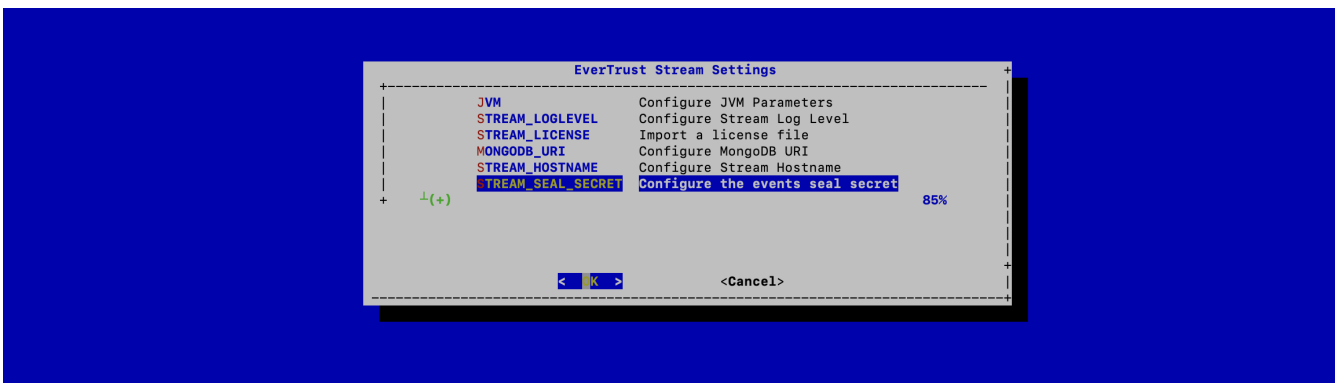 EverTrust Stream Settings
JVM Configure JVM Parameters
STREAM_LOGLEVEL Configure Stream Log Level
STREAM_LICENSE Import a license file
MONGODB_URI Configure MongoDB URI
STREAM_HOSTNAME Configure Stream Hostname
STREAM_SEAL_SECRET Configure the events seal secret
┴(+) 85%
< OK > <Cancel>